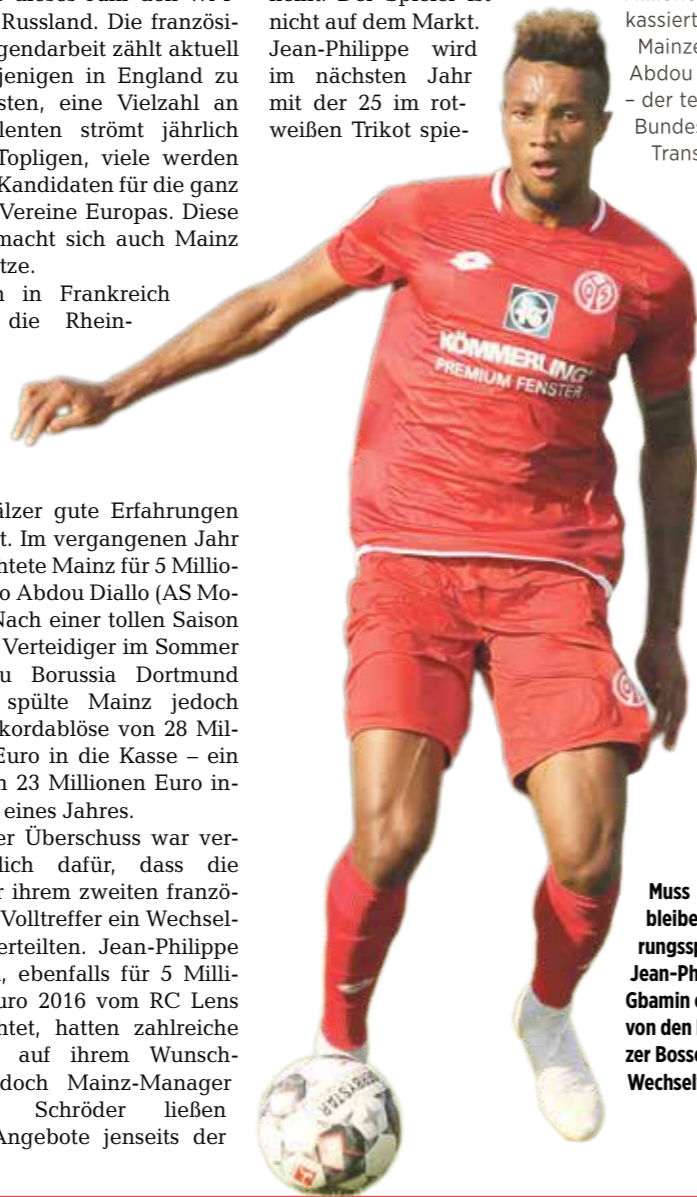 Russland. Die französi-
gendarbeit zählt aktuell
jenigen in England zu
sten, eine Vielzahl an
lenten strömt jährlich
Topligen, viele werden
Kandidaten für die ganz
Vereine Europas. Diese
macht sich auch Mainz
tze.
n in Frankreich
die Rhein-
älzer gute Erfahrungen
t. Im vergangenen Jahr
htete Mainz für 5 Millio-
o Abdou Diallo (AS Mo-
Nach einer tollen Saison
Verteidiger im Sommer
u Borussia Dortmund
spülte Mainz jedoch
kordablöse von 28 Mil-
Euro in die Kasse – ein
n 23 Millionen Euro in-
eines Jahres.
er Überschuss war ver-
lich dafür, dass die
r ihrem zweiten franzö-
Volltreffer ein Wechsel-
erteilten. Jean-Philippe
, ebenfalls für 5 Milli-
uro 2016 vom RC Lens
htet, hatten zahlreiche
auf ihrem Wunsch-
doch Mainz-Manager
Schröder ließen
Angebote jenseits der
nicht auf dem Markt.
Jean-Philippe wird
im nächsten Jahr
mit der 25 im rot-
weißen Trikot spie-
kassiert
Mainze
Abdou
– der te
Bundes
Trans
KÖMMERLING
PREMIUM FENSTER
DERBYSTAR
Muss
bleibe
rungssp
Jean-Ph
Gbamin
von den
zer Boss
Wechsel